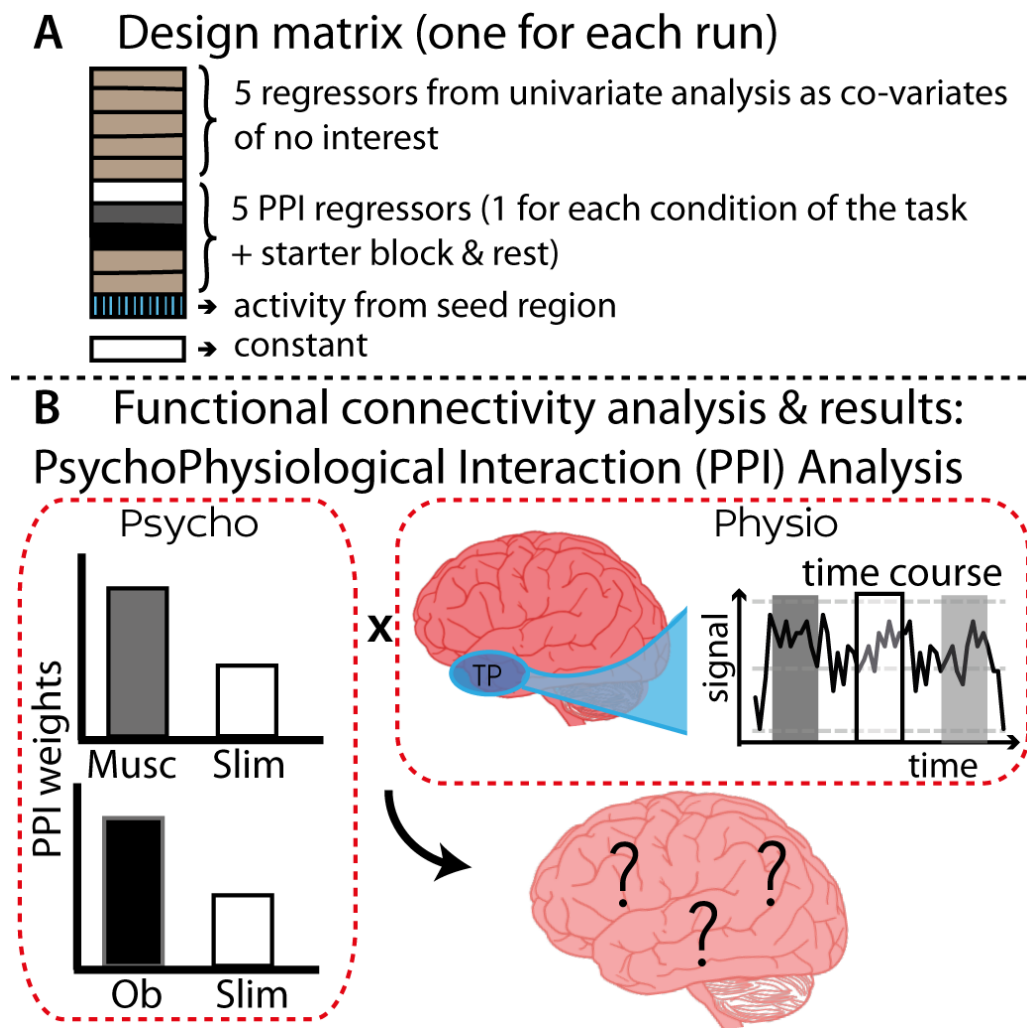 A Design matrix (one for each run)
5 regressors from univariate analysis as co-variates
of no interest
5 PPI regressors (1 for each condition of the task
+ starter block & rest)
activity from seed region
constant
B Functional connectivity analysis & results:
PsychoPhysiological Interaction (PPI) Analysis
Psycho
PPI weights
Musc Slim
Ob Slim
x
Physio
TP
time course
signal
time
?
?
?